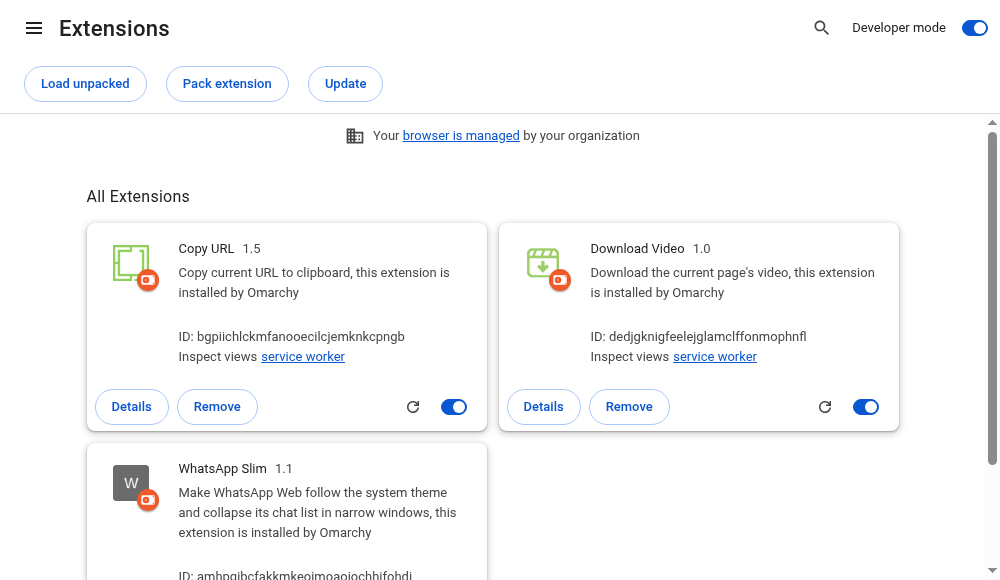 Extensions
Developer mode
Load unpacked
Pack extension
Update
Your browser is managed by your organization
All Extensions
Copy URL 1.5
Copy current URL to clipboard, this extension is
installed by Omarchy
ID: bgpiichlckmfanooecilcjemknkcpngb
Inspect views service worker
Details
Remove
Download Video 1.0
Download the current page's video, this extension
is installed by Omarchy
ID: dedjgknigfeelejglamclffonmophnfl
Inspect views service worker
Details
Remove
W
WhatsApp Slim 1.1
Make WhatsApp Web follow the system theme
and collapse its chat list in narrow windows, this
extension is installed by Omarchy
ID: